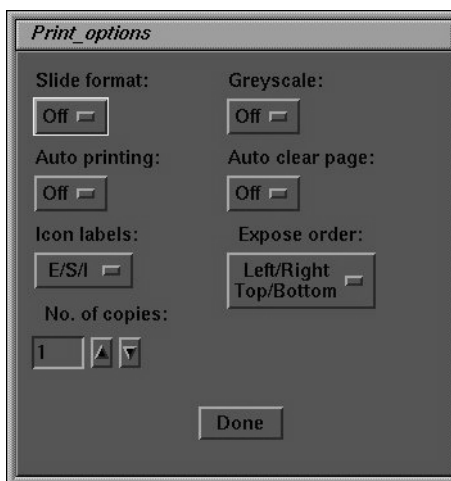 Print_options
Slide format: Greyscale:
Off Off
Auto printing: Auto clear page:
Off Off
Icon labels: Expose order:
E/S/I Left/Right
Top/Bottom
No. of copies:
1
Done